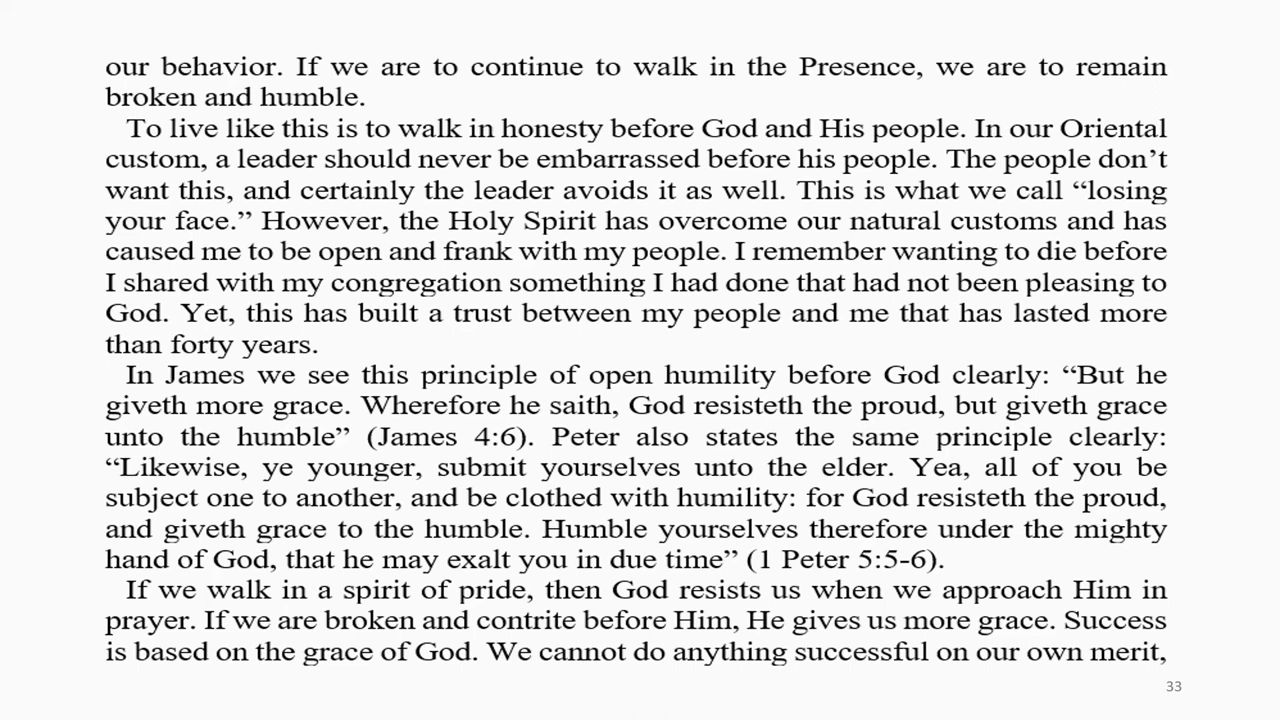 our behavior. If we are to continue to walk in the Presence, we are to remain
broken and humble.
To live like this is to walk in honesty before God and His people. In our Oriental
custom, a leader should never be embarrassed before his people. The people don’t
want this, and certainly the leader avoids it as well. This is what we call “losing
your face.” However, the Holy Spirit has overcome our natural customs and has
caused me to be open and frank with my people. I remember wanting to die before
I shared with my congregation something I had done that had not been pleasing to
God. Yet, this has built a trust between my people and me that has lasted more
than forty years.
In James we see this principle of open humility before God clearly: “But he
giveth more grace. Wherefore he saith, God resisteth the proud, but giveth grace
unto the humble” (James 4:6). Peter also states the same principle clearly:
“Likewise, ye younger, submit yourselves unto the elder. Yea, all of you be
subject one to another, and be clothed with humility: for God resisteth the proud,
and giveth grace to the humble. Humble yourselves therefore under the mighty
hand of God, that he may exalt you in due time” (1 Peter 5:5-6).
If we walk in a spirit of pride, then God resists us when we approach Him in
prayer. If we are broken and contrite before Him, He gives us more grace. Success
is based on the grace of God. We cannot do anything successful on our own merit,
33